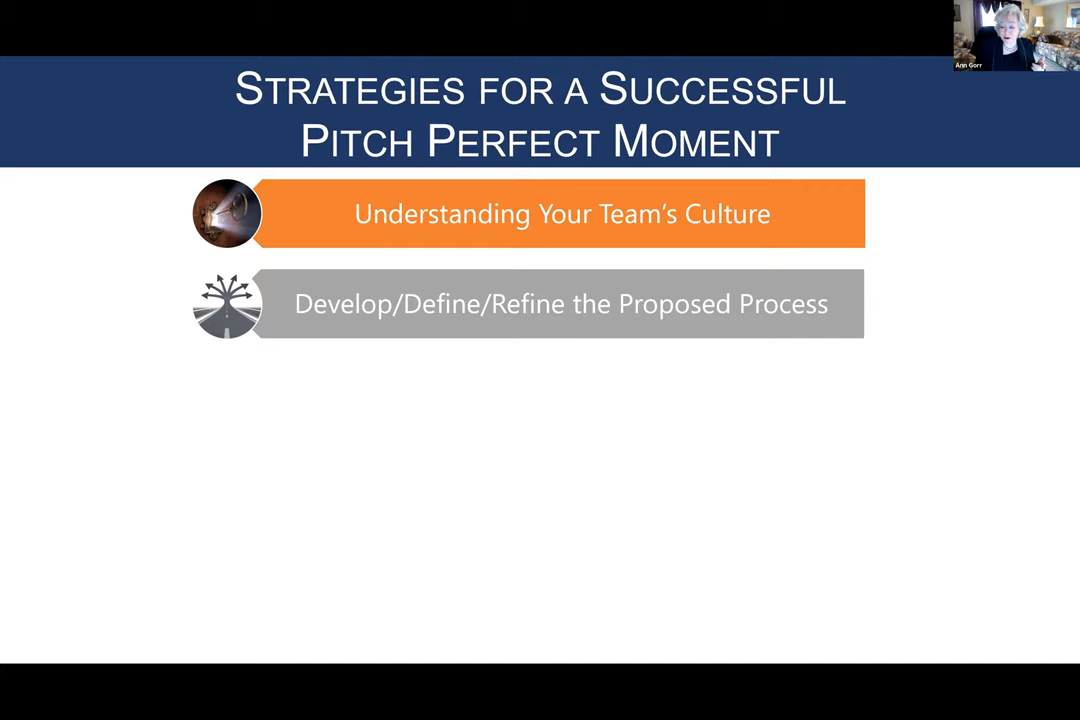 Ann Gorr
STRATEGIES FOR A SUCCESSFUL
PITCH PERFECT MOMENT
Understanding Your Team's Culture
Develop/Define/Refine the Proposed Process